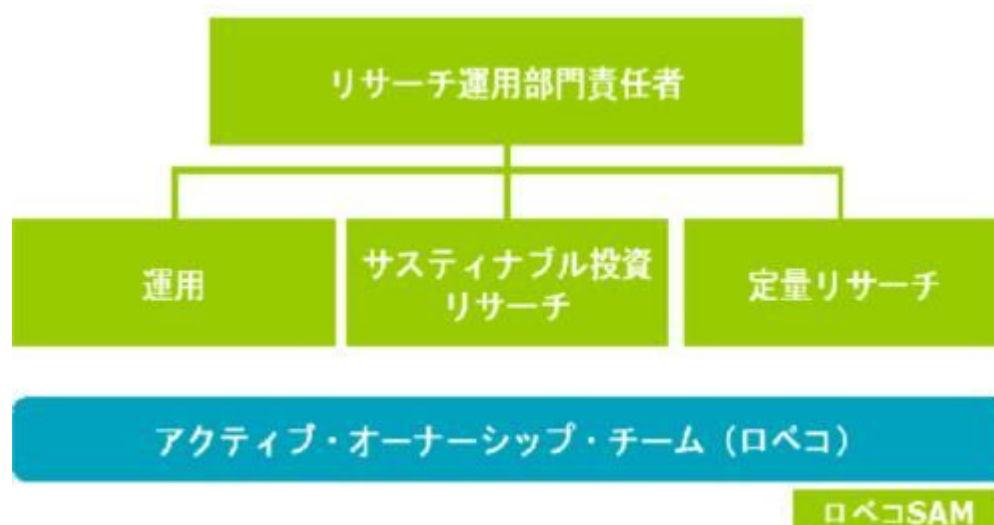 リサーチ運用部門責任者
運用
サスティナブル投資
リサーチ
定量リサーチ
アクティブ・オーナーシップ・チーム（ロベコ）
ロベコSAM